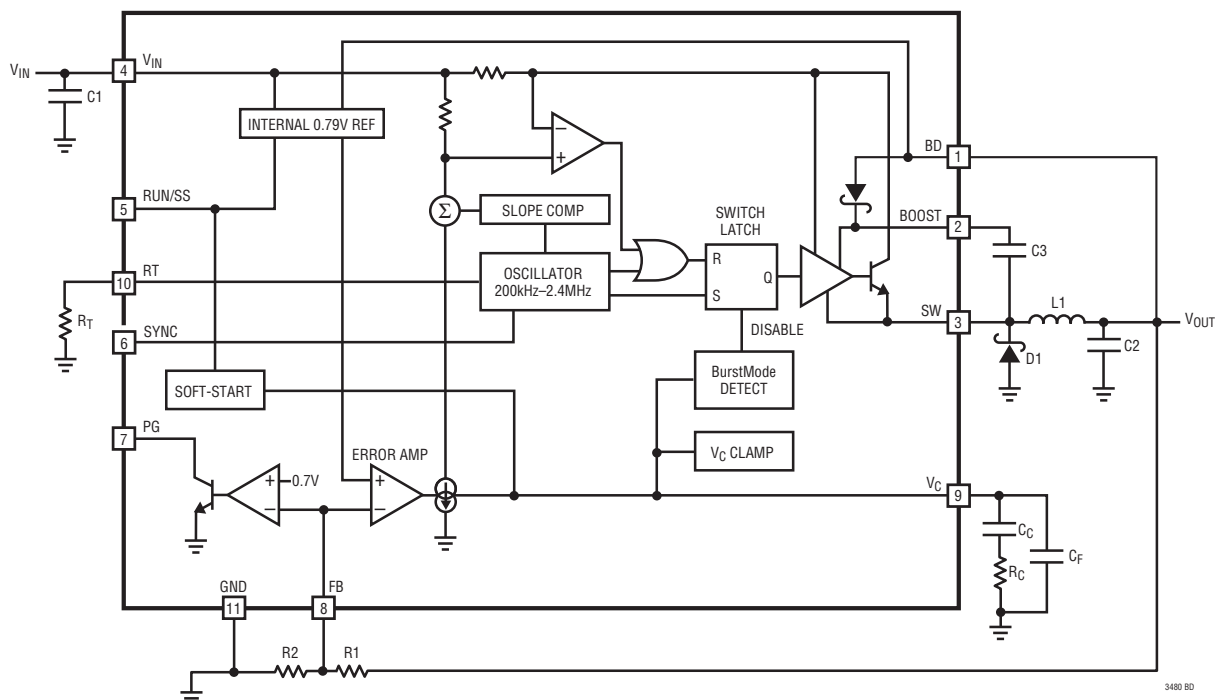 VIN
C1
4
VIN
INTERNAL 0.79V REF
−
+
5
RUN/SS
Σ
SLOPE COMP
10
RT
RT
OSCILLATOR
200kHz–2.4MHz
6
SYNC
SWITCH
LATCH
R
Q
S
DISABLE
BD
1
BOOST
2
C3
SW
3
L1
VOUT
D1
C2
SOFT-START
BurstMode
DETECT
VC CLAMP
7
PG
+
0.7V
−
ERROR AMP
+
−
VC
9
CC
RC
CF
GND
11
FB
8
R2
R1
3480 BD